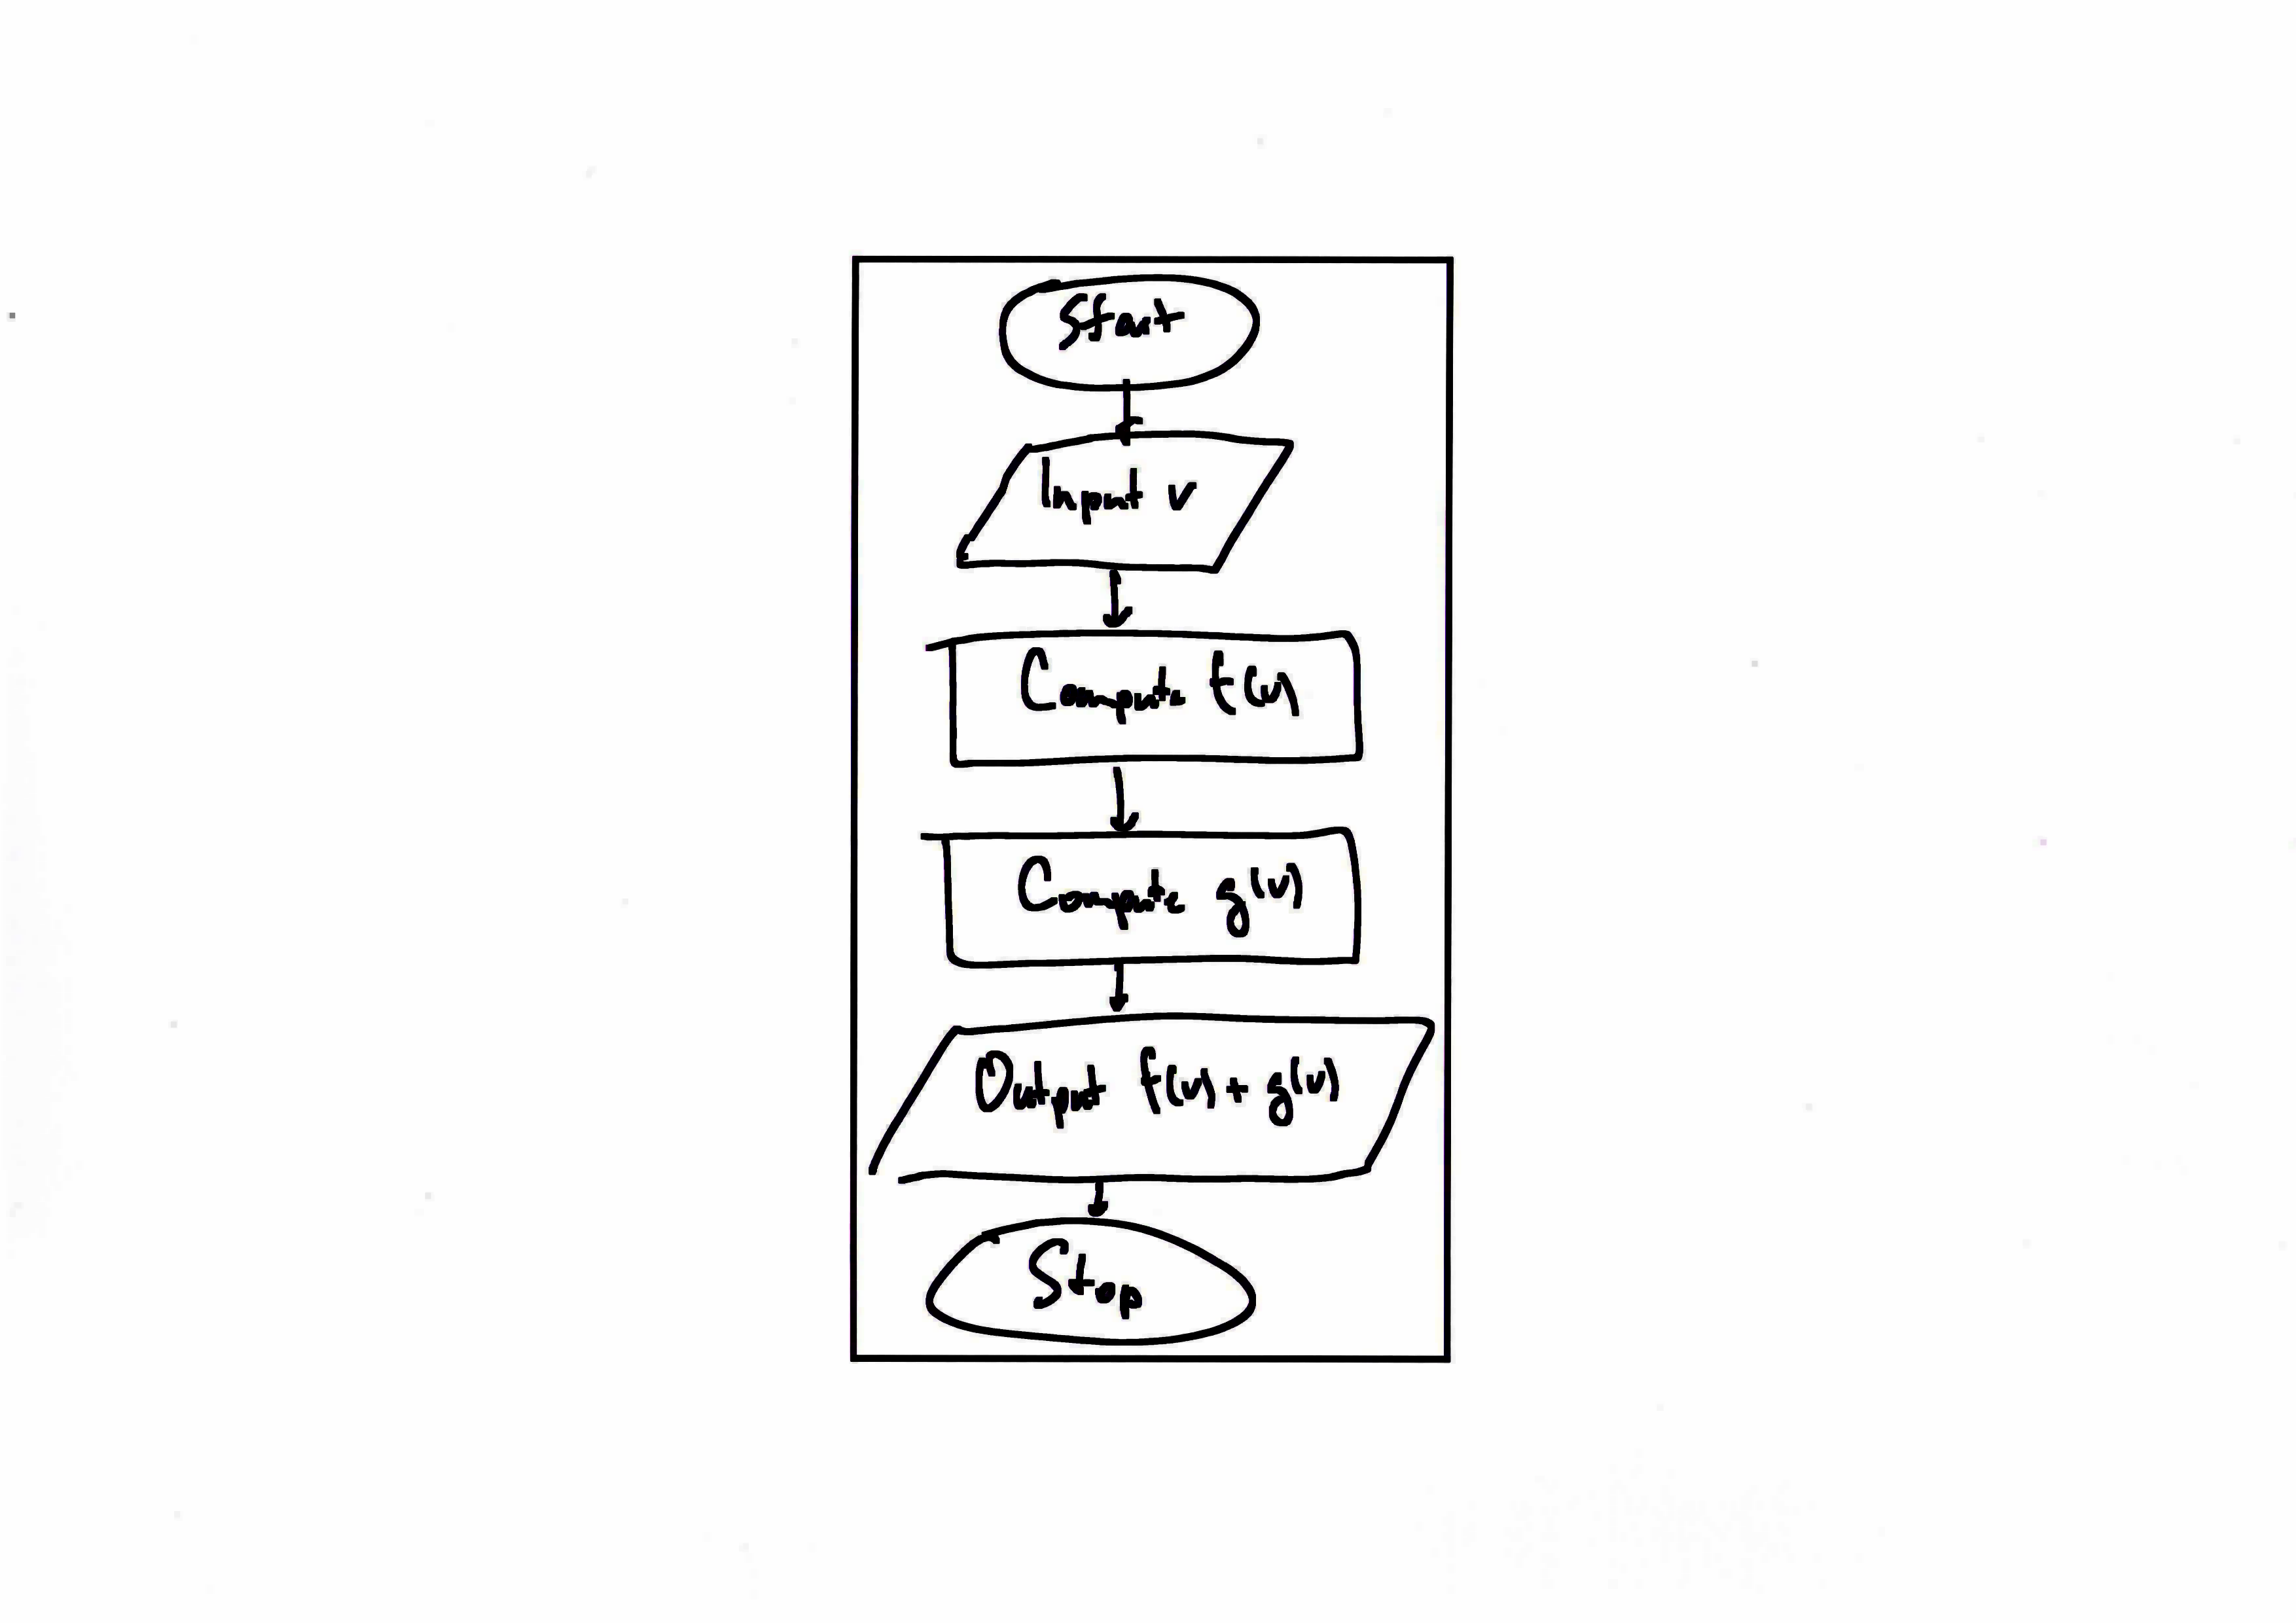 Start
Input v
Compute f(v)
Compute g(v)
Output f(v) + g(v)
Stop